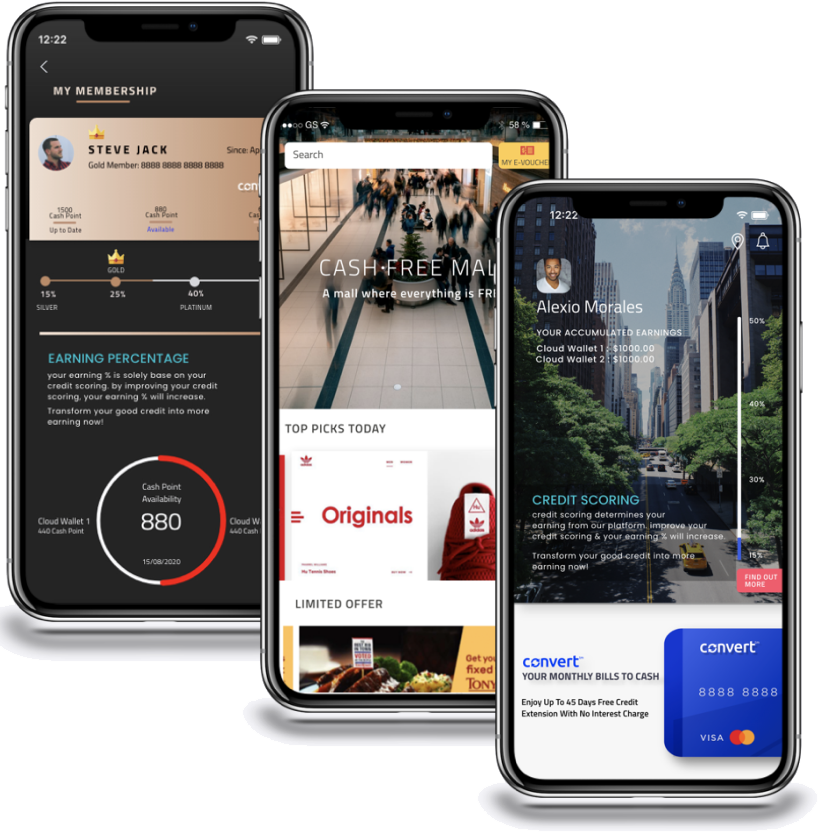 12:22
MY MEMBERSHIP
STEVE JACK
Since: Ap
Gold Member: 8888 8888 8888 8888
con
1500
Cash Point
Up to Date
880
Cash Point
Available
Ca
GOLD
15%
25%
40%
SILVER
PLATINUM
EARNING PERCENTAGE
your earning % is solely base on your
credit scoring. by improving your credit
scoring, your earning % will increase.
Transform your good credit into more
earning now!
Cash Point
Availability
880
15/08/2020
Cloud Wallet 1
440 Cash Point
Cloud W
440 Cash
GS
58 %
Search
MY E-VOUCHE
CASH FREE MAL
A mall where everything is FR
TOP PICKS TODAY
Originals
LIMITED OFFER
Get you
fixed
TONY
12:22
Alexio Morales
YOUR ACCUMULATED EARNINGS
Cloud Wallet 1 : $1000.00
Cloud Wallet 2 : $1000.00
50%
40%
30%
15%
CREDIT SCORING
credit scoring determines your
earning from our platform. improve your
credit scoring & your earning % will increase.
Transform your good credit into more
earning now!
FIND OUT
MORE
convert
YOUR MONTHLY BILLS TO CASH
Enjoy Up To 45 Days Free Credit
Extension With No Interest Charge
convert
8888 8888
VISA